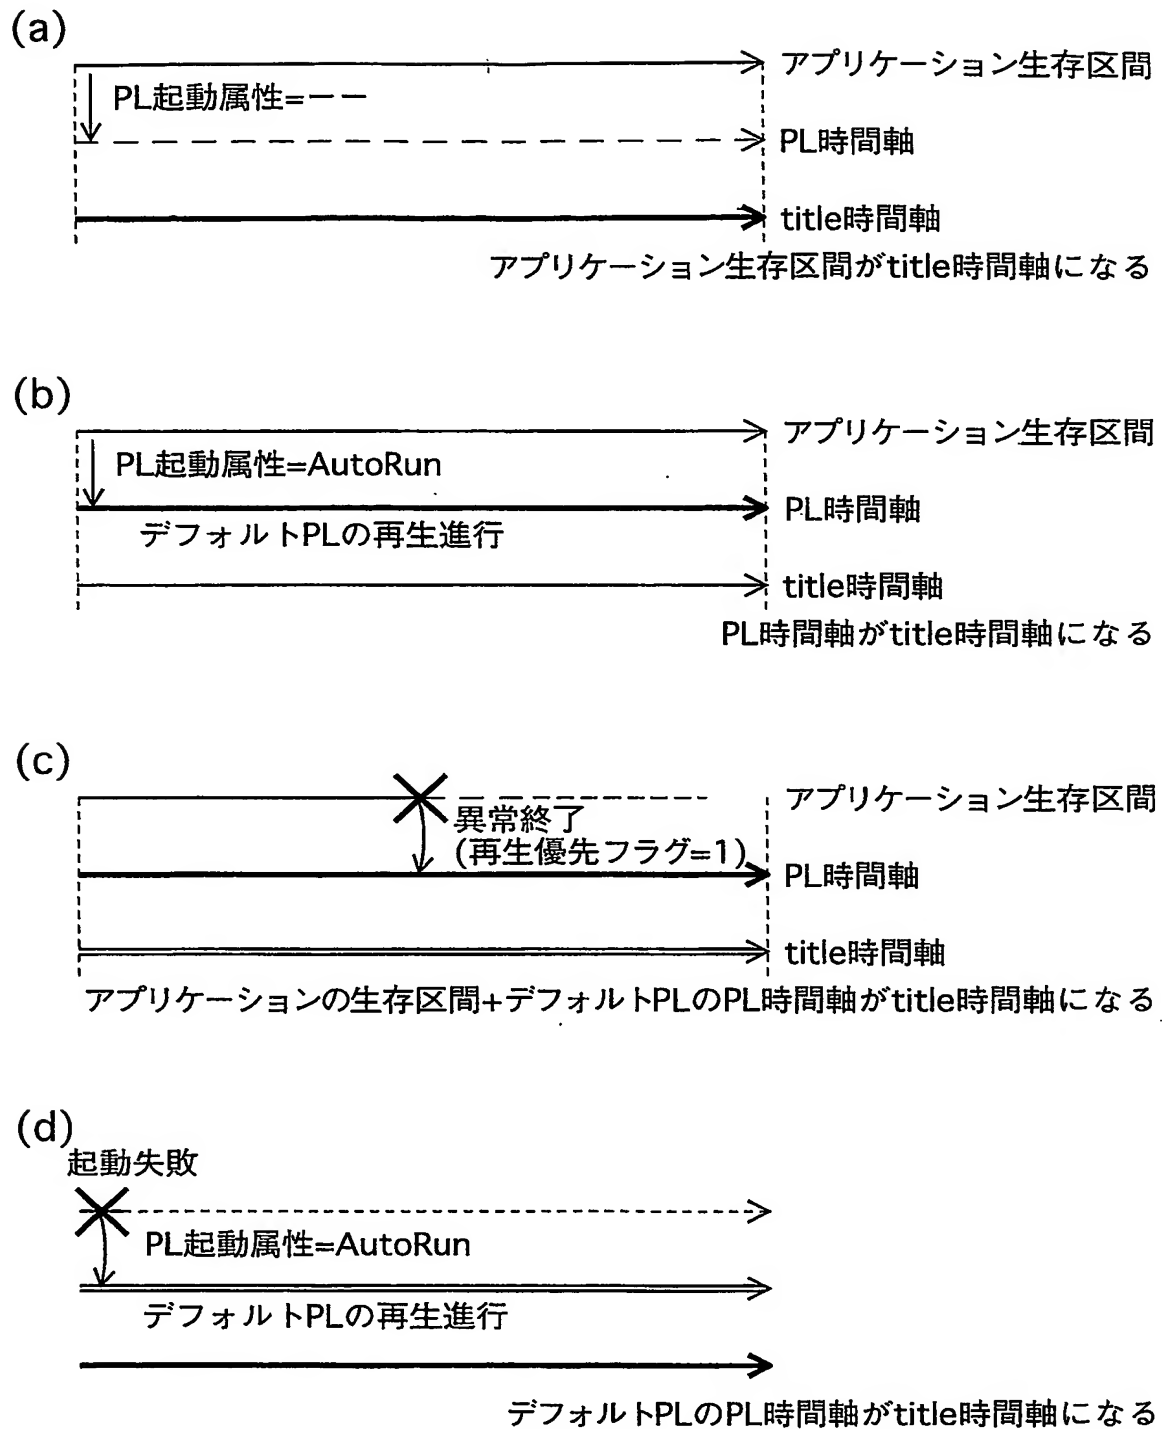 (a)
アプリケーション生存区間
PL起動属性=――
PL時間軸
title時間軸
アプリケーション生存区間がtitle時間軸になる
(b)
アプリケーション生存区間
PL起動属性=AutoRun
PL時間軸
デフォルトPLの再生進行
title時間軸
PL時間軸がtitle時間軸になる
(c)
アプリケーション生存区間
異常終了
(再生優先フラグ=1)
PL時間軸
title時間軸
アプリケーションの生存区間+デフォルトPLのPL時間軸がtitle時間軸になる
(d)
起動失敗
PL起動属性=AutoRun
デフォルトPLの再生進行
デフォルトPLのPL時間軸がtitle時間軸になる